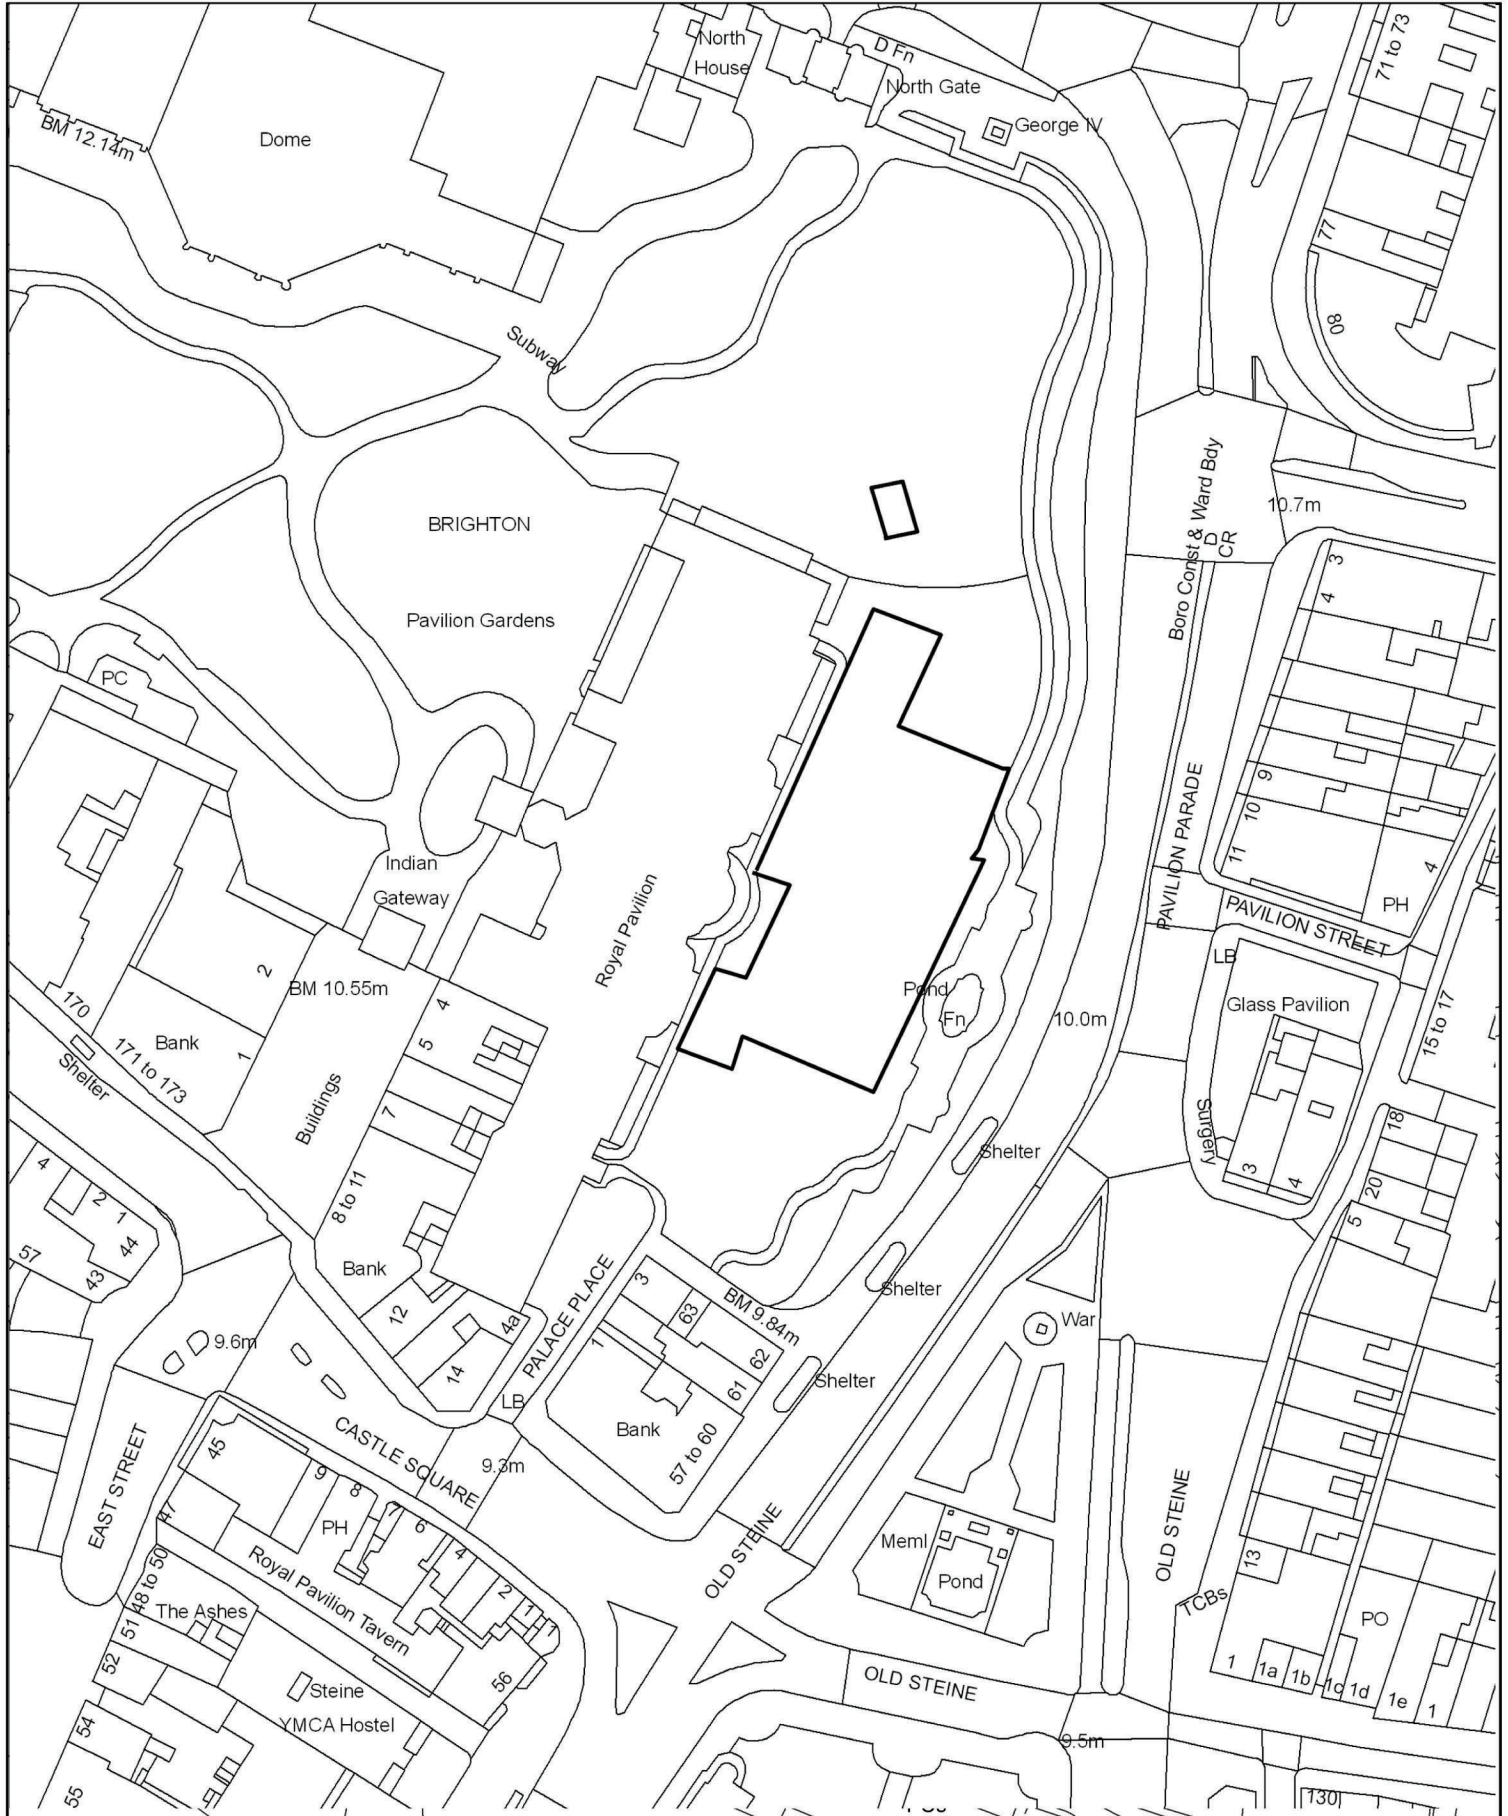 North
House
D Fn
North Gate
George IV
71 to 73
BM 12.14m
Dome
77
80
Subway
BRIGHTON
Pavilion Gardens
Boro Const & Ward Bdy
D
CR
10.7m
3
4
PC
9
10
11
4
PH
PAVILION PARADE
PAVILION STREET
Indian
Gateway
Royal Pavilion
LB
Glass Pavilion
15 to 17
2
BM 10.55m
170
Bank
1
171 to 173
Shelter
4
5
7
Buildings
8 to 11
Pond
Fn
10.0m
Surgery
3
4
18
20
5
Shelter
4
2
1
44
57
43
Bank
12
14
4a
PALACE PLACE
LB
3
63
BM 9.84m
62
61
1
Bank
57 to 60
Shelter
Shelter
War
9.6m
CASTLE SQUARE
9.3m
EAST STREET
45
47
9
8
PH
7
6
4
2
1
1
Royal Pavilion Tavern
48 to 50
The Ashes
51
52
54
55
Steine
YMCA Hostel
56
OLD STEINE
Meml
Pond
OLD STEINE
TCBs
13
PO
1
1a
1b
1c
1d
1e
1
OLD STEINE
9.5m
130